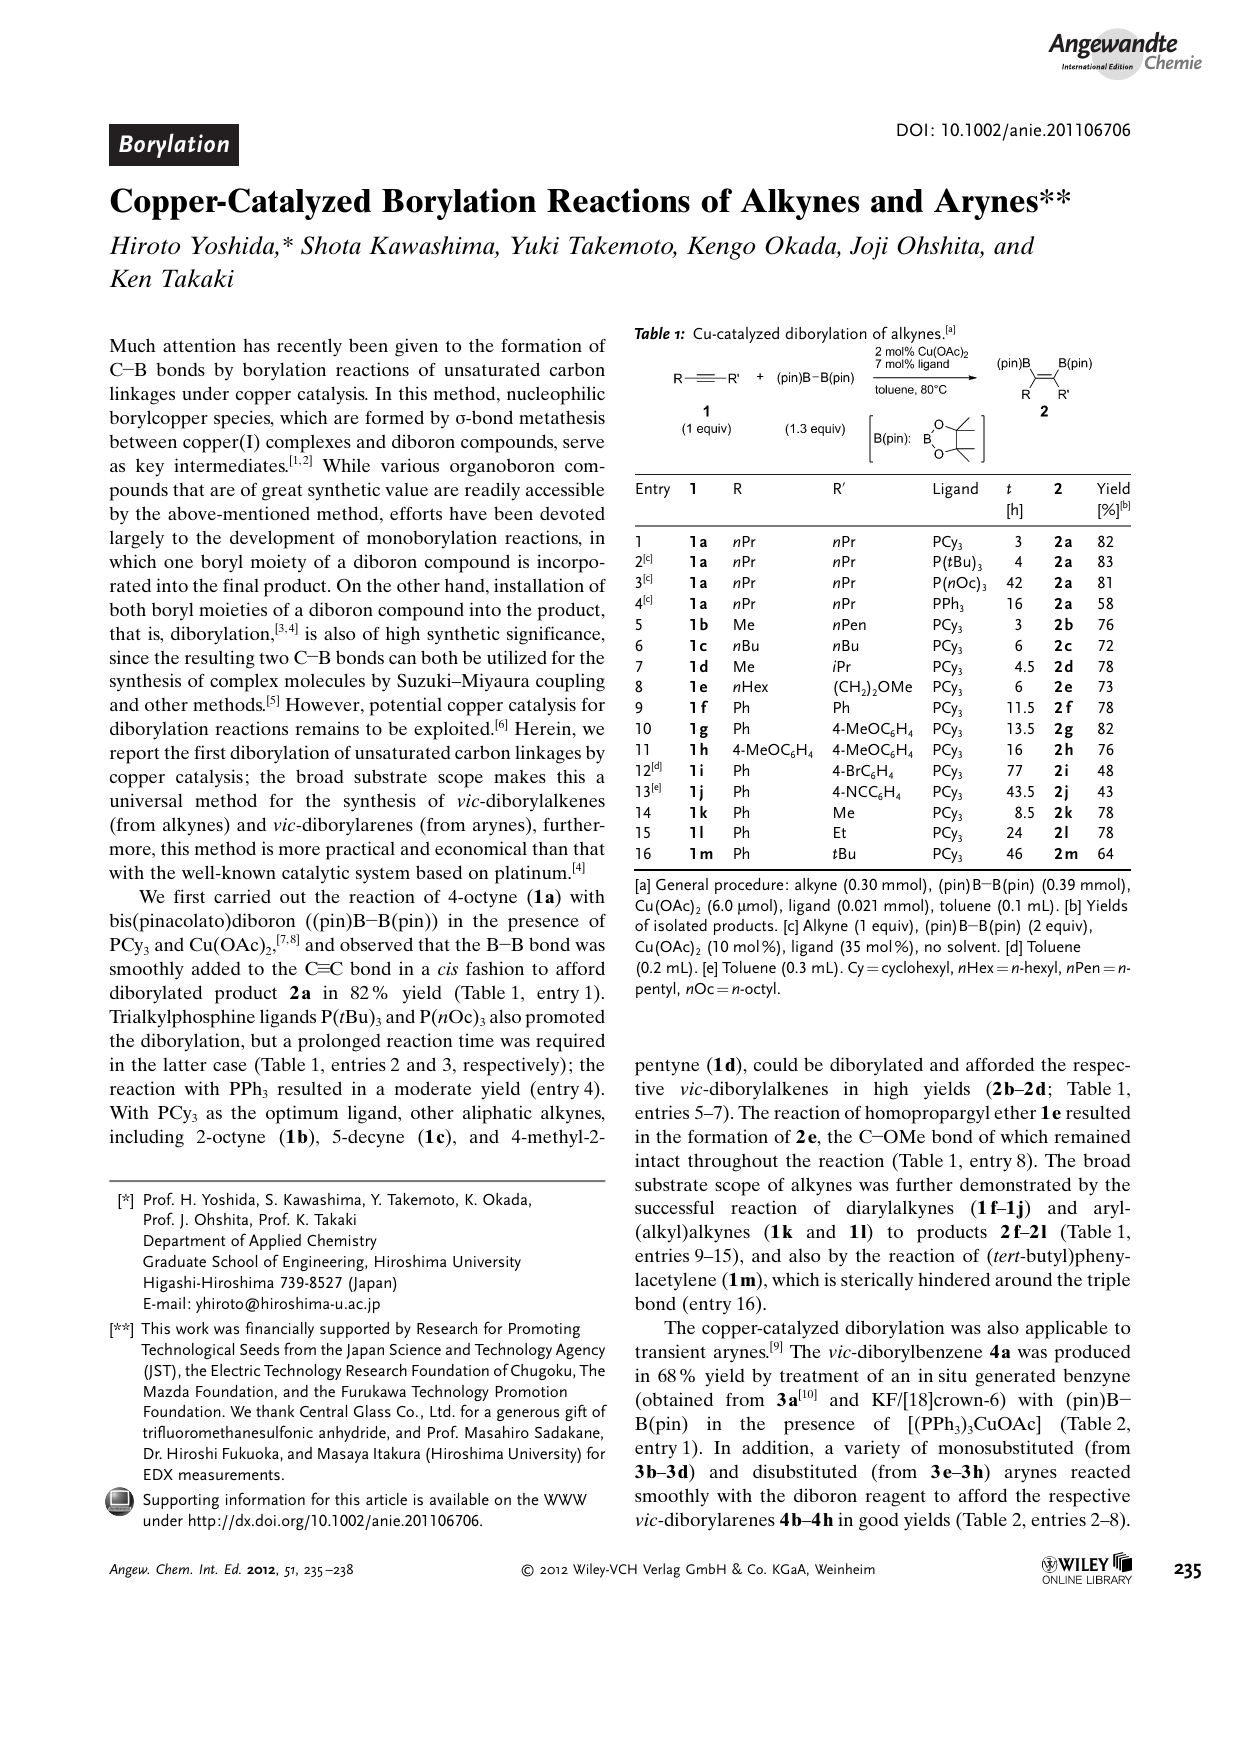 Angewandte
International Edition Chemie
Borylation
DOI: 10.1002/anie.201106706
Copper-Catalyzed Borylation Reactions of Alkynes and Arynes**
Hiroto Yoshida,* Shota Kawashima, Yuki Takemoto, Kengo Okada, Joji Ohshita, and
Ken Takaki
Much attention has recently been given to the formation of
C–B bonds by borylation reactions of unsaturated carbon
linkages under copper catalysis. In this method, nucleophilic
borylcopper species, which are formed by σ-bond metathesis
between copper(I) complexes and diboron compounds, serve
as key intermediates.[1,2] While various organoboron com-
pounds that are of great synthetic value are readily accessible
by the above-mentioned method, efforts have been devoted
largely to the development of monoborylation reactions, in
which one boryl moiety of a diboron compound is incorpo-
rated into the final product. On the other hand, installation of
both boryl moieties of a diboron compound into the product,
that is, diborylation,[3,4] is also of high synthetic significance,
since the resulting two C–B bonds can both be utilized for the
synthesis of complex molecules by Suzuki–Miyaura coupling
and other methods.[5] However, potential copper catalysis for
diborylation reactions remains to be exploited.[6] Herein, we
report the first diborylation of unsaturated carbon linkages by
copper catalysis; the broad substrate scope makes this a
universal method for the synthesis of vic-diborylalkenes
(from alkynes) and vic-diborylarenes (from arynes), further-
more, this method is more practical and economical than that
with the well-known catalytic system based on platinum.[4]
We first carried out the reaction of 4-octyne (1a) with
bis(pinacolato)diboron ((pin)B–B(pin)) in the presence of
PCy3 and Cu(OAc)2,[7,8] and observed that the B–B bond was
smoothly added to the C≡C bond in a cis fashion to afford
diborylated product 2a in 82% yield (Table 1, entry 1).
Trialkylphosphine ligands P(tBu)3 and P(nOc)3 also promoted
the diborylation, but a prolonged reaction time was required
in the latter case (Table 1, entries 2 and 3, respectively); the
reaction with PPh3 resulted in a moderate yield (entry 4).
With PCy3 as the optimum ligand, other aliphatic alkynes,
including 2-octyne (1b), 5-decyne (1c), and 4-methyl-2-
[*] Prof. H. Yoshida, S. Kawashima, Y. Takemoto, K. Okada,
Prof. J. Ohshita, Prof. K. Takaki
Department of Applied Chemistry
Graduate School of Engineering, Hiroshima University
Higashi-Hiroshima 739-8527 (Japan)
E-mail: yhiroto@hiroshima-u.ac.jp
[**] This work was financially supported by Research for Promoting
Technological Seeds from the Japan Science and Technology Agency
(JST), the Electric Technology Research Foundation of Chugoku, The
Mazda Foundation, and the Furukawa Technology Promotion
Foundation. We thank Central Glass Co., Ltd. for a generous gift of
trifluoromethanesulfonic anhydride, and Prof. Masahiro Sadakane,
Dr. Hiroshi Fukuoka, and Masaya Itakura (Hiroshima University) for
EDX measurements.
Supporting information for this article is available on the WWW
under http://dx.doi.org/10.1002/anie.201106706.
Table 1: Cu-catalyzed diborylation of alkynes.[a]
2 mol% Cu(OAc)2
7 mol% ligand
toluene, 80°C
R R' + (pin)B–B(pin)
(pin)B B(pin)
R R'
1 2
(1 equiv) (1.3 equiv)
B(pin): B O O
Entry 1 R R′ Ligand t 2 Yield
[h] [%][b]
1 1a nPr nPr PCy3 3 2a 82
2[c] 1a nPr nPr P(tBu)3 4 2a 83
3[c] 1a nPr nPr P(nOc)3 42 2a 81
4[c] 1a nPr nPr PPh3 16 2a 58
5 1b Me nPen PCy3 3 2b 76
6 1c nBu nBu PCy3 6 2c 72
7 1d Me iPr PCy3 4.5 2d 78
8 1e nHex (CH2)2OMe PCy3 6 2e 73
9 1f Ph Ph PCy3 11.5 2f 78
10 1g Ph 4-MeOC6H4 PCy3 13.5 2g 82
11 1h 4-MeOC6H4 4-MeOC6H4 PCy3 16 2h 76
12[d] 1i Ph 4-BrC6H4 PCy3 77 2i 48
13[e] 1j Ph 4-NCC6H4 PCy3 43.5 2j 43
14 1k Ph Me PCy3 8.5 2k 78
15 1l Ph Et PCy3 24 2l 78
16 1m Ph tBu PCy3 46 2m 64
[a] General procedure: alkyne (0.30 mmol), (pin)B–B(pin) (0.39 mmol),
Cu(OAc)2 (6.0 μmol), ligand (0.021 mmol), toluene (0.1 mL). [b] Yields
of isolated products. [c] Alkyne (1 equiv), (pin)B–B(pin) (2 equiv),
Cu(OAc)2 (10 mol%), ligand (35 mol%), no solvent. [d] Toluene
(0.2 mL). [e] Toluene (0.3 mL). Cy=cyclohexyl, nHex=n-hexyl, nPen=n-
pentyl, nOc=n-octyl.
pentyne (1d), could be diborylated and afforded the respec-
tive vic-diborylalkenes in high yields (2b–2d; Table 1,
entries 5–7). The reaction of homopropargyl ether 1e resulted
in the formation of 2e, the C–OMe bond of which remained
intact throughout the reaction (Table 1, entry 8). The broad
substrate scope of alkynes was further demonstrated by the
successful reaction of diarylalkynes (1f–1j) and aryl-
(alkyl)alkynes (1k and 1l) to products 2f–2l (Table 1,
entries 9–15), and also by the reaction of (tert-butyl)pheny-
lacetylene (1m), which is sterically hindered around the triple
bond (entry 16).
The copper-catalyzed diborylation was also applicable to
transient arynes.[9] The vic-diborylbenzene 4a was produced
in 68% yield by treatment of an in situ generated benzyne
(obtained from 3a[10] and KF/[18]crown-6) with (pin)B–
B(pin) in the presence of [(PPh3)3CuOAc] (Table 2,
entry 1). In addition, a variety of monosubstituted (from
3b–3d) and disubstituted (from 3e–3h) arynes reacted
smoothly with the diboron reagent to afford the respective
vic-diborylarenes 4b–4h in good yields (Table 2, entries 2–8).
Angew. Chem. Int. Ed. 2012, 51, 235–238
© 2012 Wiley-VCH Verlag GmbH & Co. KGaA, Weinheim
WILEY
ONLINE LIBRARY
235